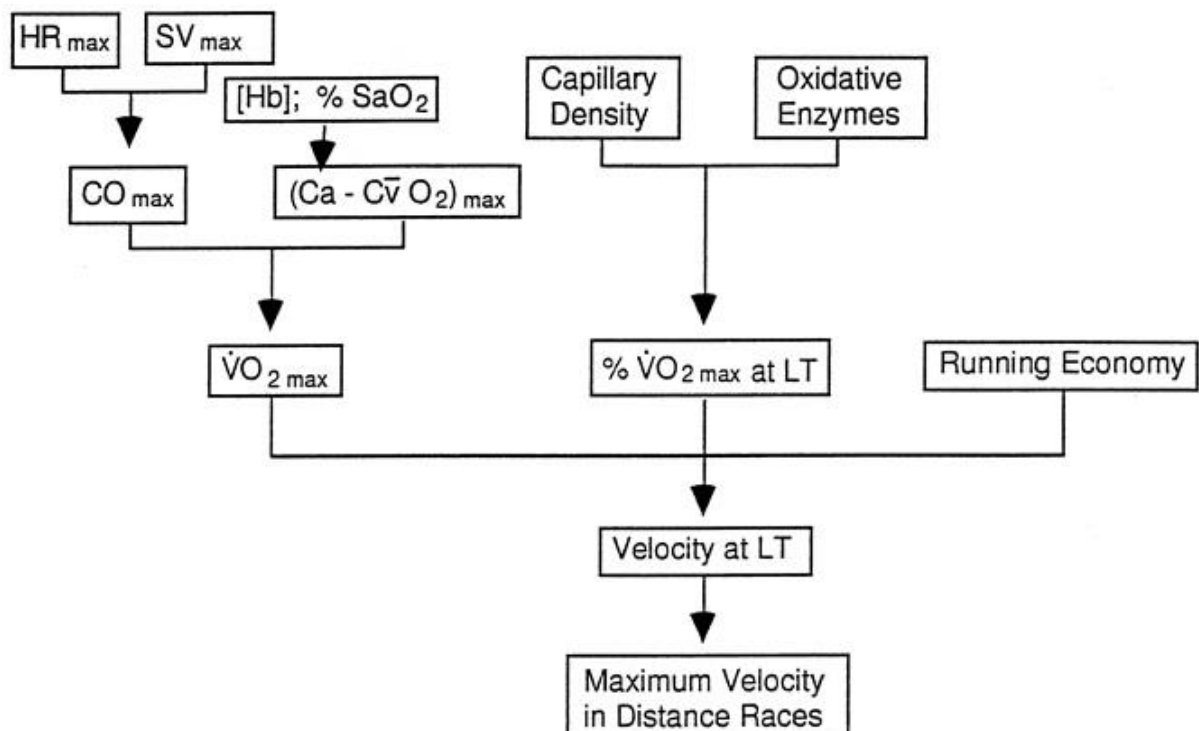 HR max
SV max
[Hb]; % SaO2
Capillary
Density
Oxidative
Enzymes
CO max
(Ca - Cv̄ O2) max
V̇O2 max
% V̇O2 max at LT
Running Economy
Velocity at LT
Maximum Velocity
in Distance Races